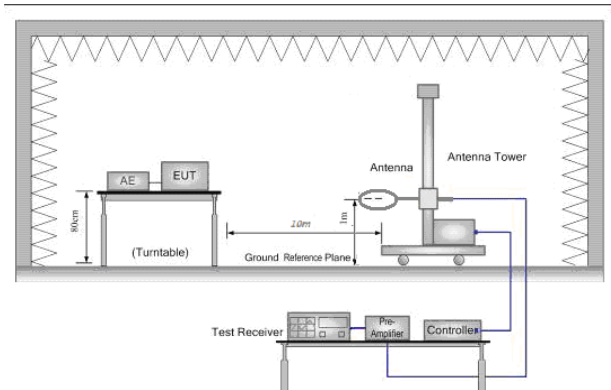 Antenna
Antenna Tower
AE
EUT
80cm
(Turntable)
10m
1m
Ground Reference Plane
Test Receiver
Pre-
Amplifier
Controller